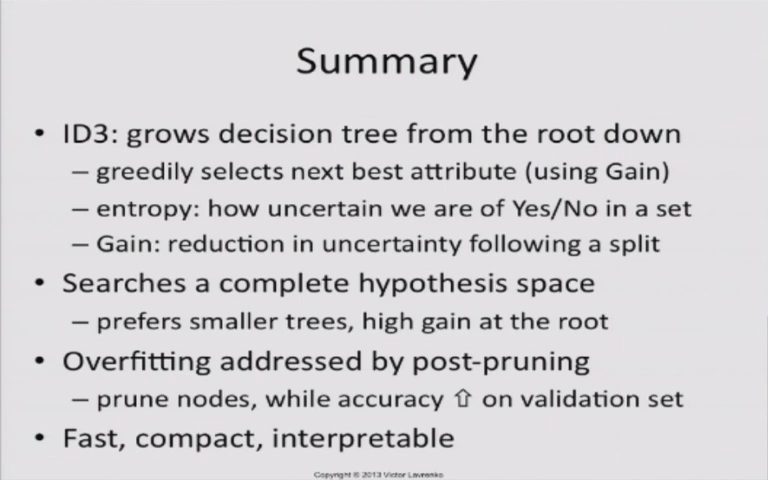 Summary
• ID3: grows decision tree from the root down
– greedily selects next best attribute (using Gain)
– entropy: how uncertain we are of Yes/No in a set
– Gain: reduction in uncertainty following a split
• Searches a complete hypothesis space
– prefers smaller trees, high gain at the root
• Overfitting addressed by post-pruning
– prune nodes, while accuracy ⇧ on validation set
• Fast, compact, interpretable
Copyright © 2013 Victor Lavrenko